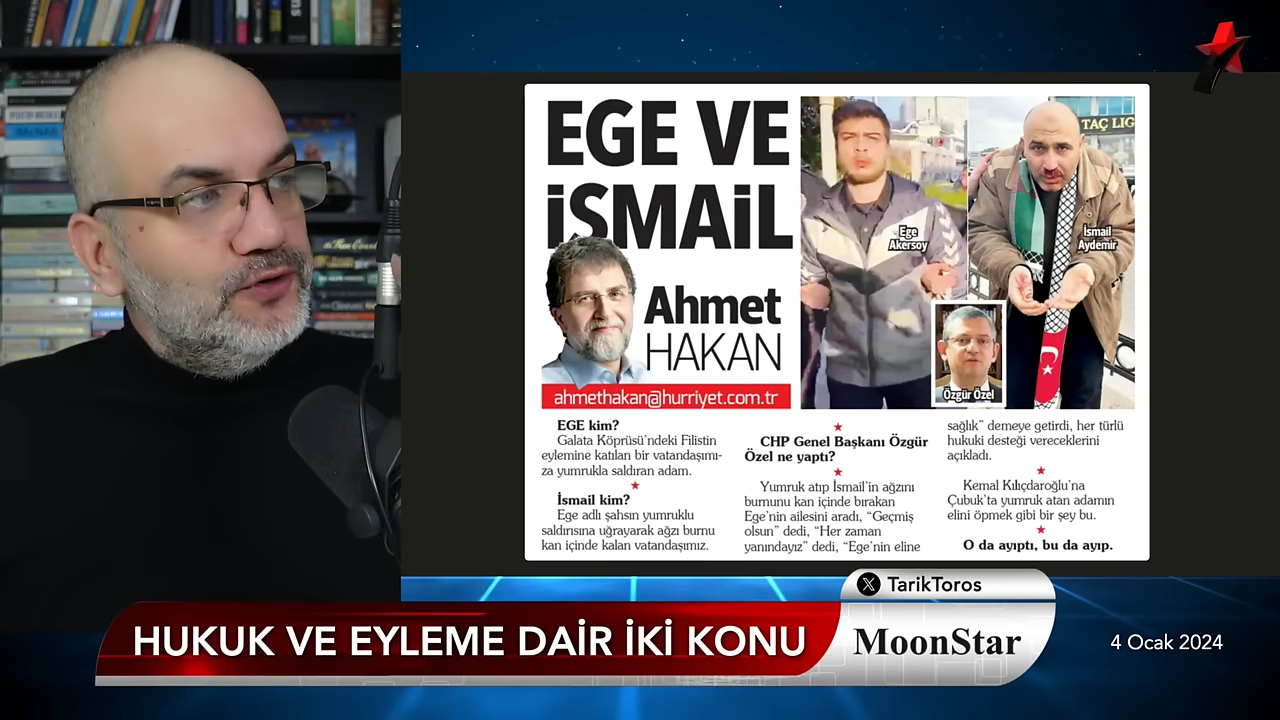 TAÇ LIG
EGE VE
İSMAİL
Ahmet
HAKAN
ahmethakan@hurriyet.com.tr
Ege
Akersoy
İsmail
Aydemir
Özgür Özel
EGE kim?
Galata Köprüsü'ndeki Filistin
eylemine katılan bir vatandaşımı-
za yumrukla saldıran adam.
İsmail kim?
Ege adlı şahsın yumruklu
saldırısına uğrayarak ağzı burnu
kan içinde kalan vatandaşımız.
CHP Genel Başkanı Özgür
Özel ne yaptı?
Yumruk atıp İsmail'in ağzını
burnunu kan içinde bırakan
Ege'nin ailesini aradı, “Geçmiş
olsun” dedi, “Her zaman
yanındayız” dedi, “Ege'nin eline
sağlık” demeye getirdi, her türlü
hukuki desteği vereceklerini
açıkladı.
Kemal Kılıçdaroğlu'na
Çubuk'ta yumruk atan adamın
elini öpmek gibi bir şey bu.
O da ayıptı, bu da ayıp.
X TarikToros
HUKUK VE EYLEME DAİR İKİ KONU
MoonStar
4 Ocak 2024